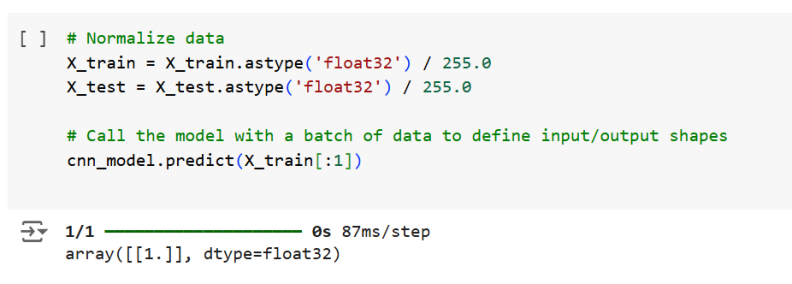 [ ] # Normalize data
X_train = X_train.astype('float32') / 255.0
X_test = X_test.astype('float32') / 255.0
# Call the model with a batch of data to define input/output shapes
cnn_model.predict(X_train[:1])
1/1 ━━━━━━━━━━━━━━━━━━━━ 0s 87ms/step
array([[1.]], dtype=float32)